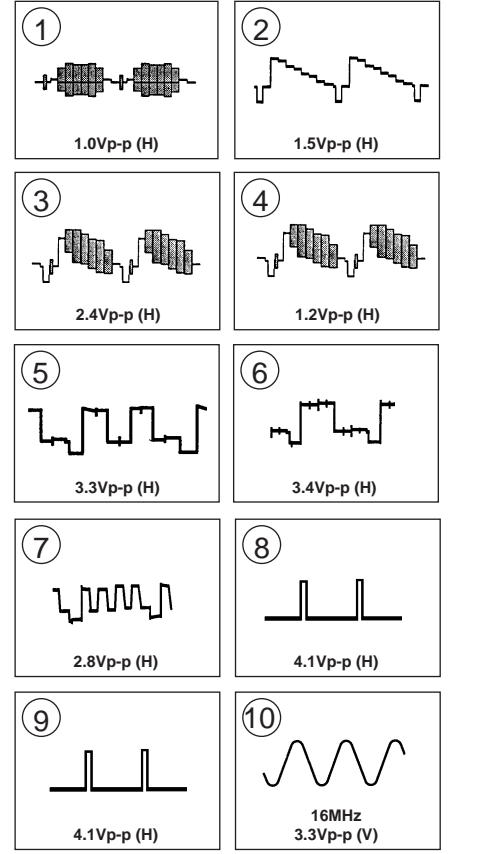 1
1.0Vp-p (H)
2
1.5Vp-p (H)
3
2.4Vp-p (H)
4
1.2Vp-p (H)
5
3.3Vp-p (H)
6
3.4Vp-p (H)
7
2.8Vp-p (H)
8
4.1Vp-p (H)
9
4.1Vp-p (H)
10
16MHz
3.3Vp-p (V)